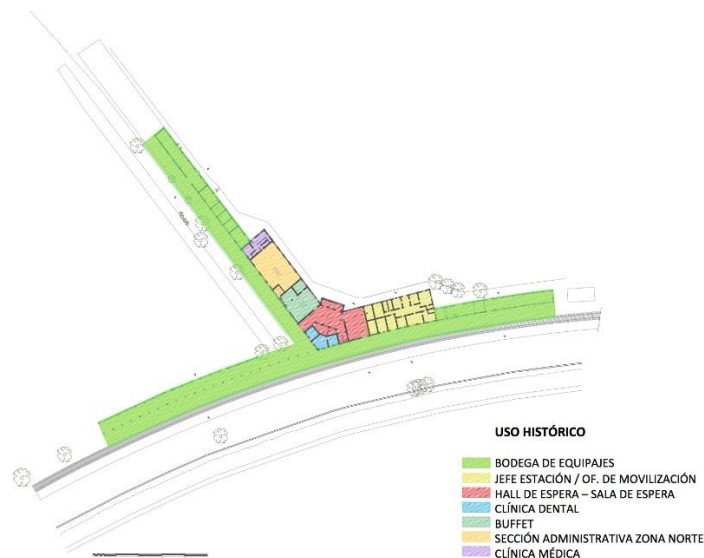 USO HISTÓRICO
BODEGA DE EQUIPAJES
JEFE ESTACIÓN / OF. DE MOVILIZACIÓN
HALL DE ESPERA – SALA DE ESPERA
CLÍNICA DENTAL
BUFFET
SECCIÓN ADMINISTRATIVA ZONA NORTE
CLÍNICA MÉDICA